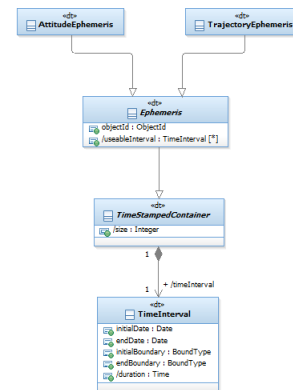 «dt»
AttitudeEphemeris
«dt»
TrajectoryEphemeris
«dt»
Ephemeris
objectId : ObjectId
/useableInterval : TimeInterval [*]
«dt»
TimeStampedContainer
/size : Integer
1
1
+ /timeInterval
«dt»
TimeInterval
initialDate : Date
endDate : Date
initialBoundary : BoundType
endBoundary : BoundType
/duration : Time